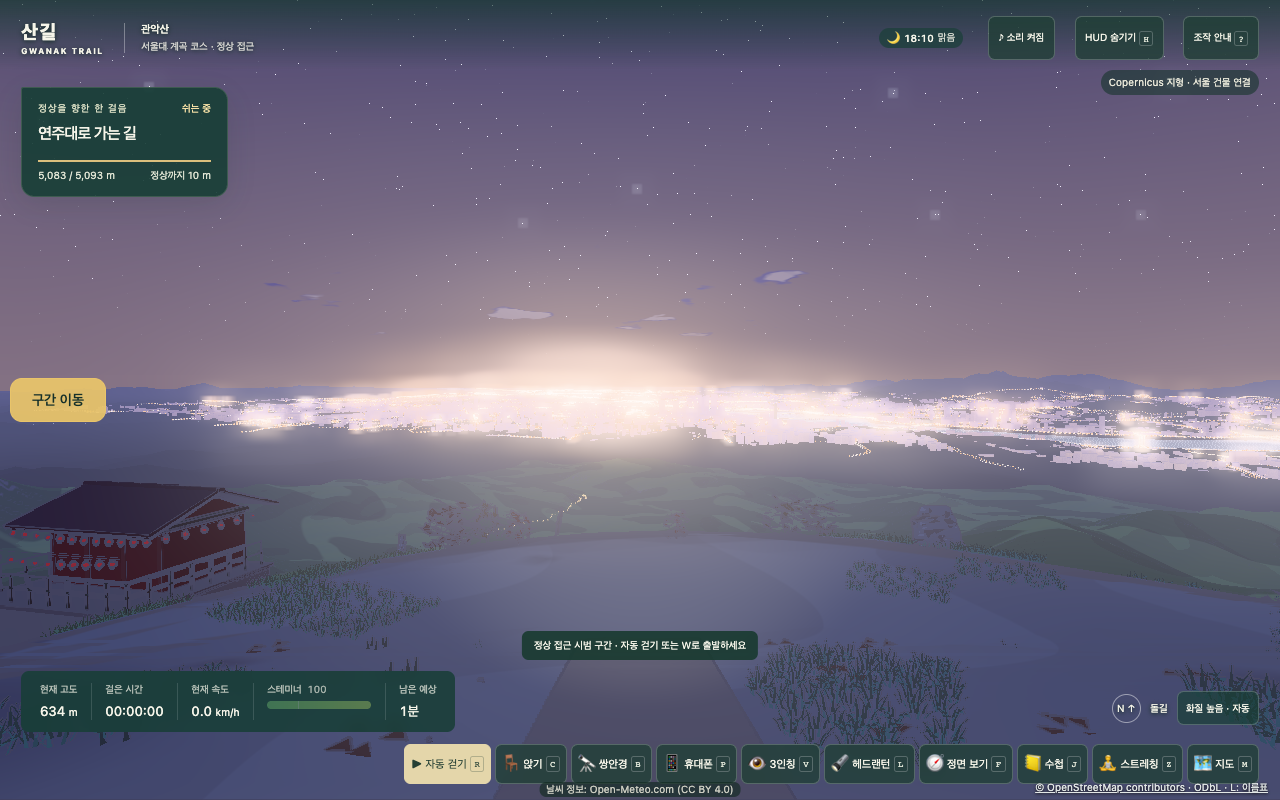 산길
GWANAK TRAIL
관악산
서울대 계곡 코스 · 정상 접근
🌙 18:10 맑음
♪ 소리 켜짐
HUD 숨기기 H
조작 안내 ?
Copernicus 지형 · 서울 건물 연결
정상을 향한 한 걸음
쉬는 중
연주대로 가는 길
5,083 / 5,093 m
정상까지 10 m
구간 이동
정상 접근 시범 구간 · 자동 걷기 또는 W로 출발하세요
현재 고도
634 m
걸은 시간
00:00:00
현재 속도
0.0 km/h
스테미너 100
남은 예상
1분
N ↑
돌길
화질 높음 · 자동
▶ 자동 걷기 R
앉기 C
쌍안경 B
휴대폰 P
3인칭 V
헤드랜턴 L
정면 보기 F
수첩 J
스트레칭 Z
지도 M
날씨 정보: Open-Meteo.com (CC BY 4.0)
© OpenStreetMap contributors · ODbL · L: 이름표